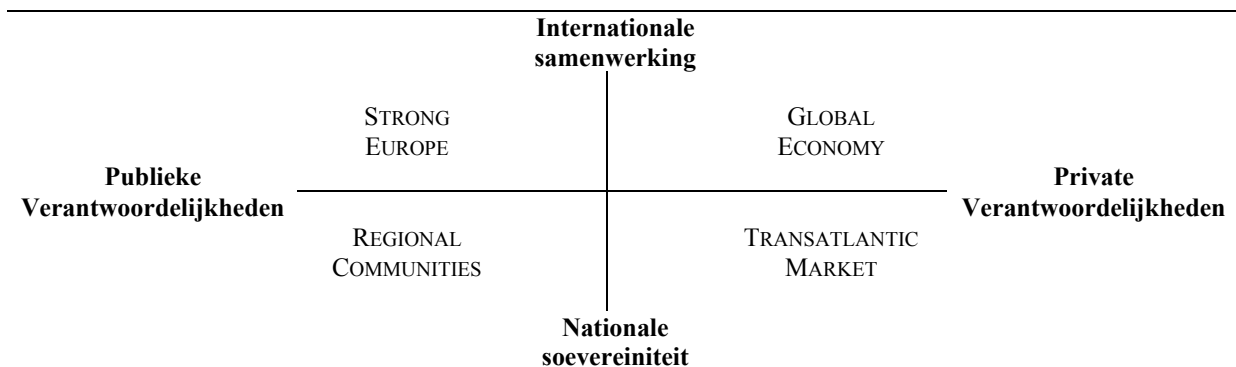 Internationale
samenwerking
STRONG
EUROPE
GLOBAL
ECONOMY
Publieke
Verantwoordelijkheden
Private
Verantwoordelijkheden
REGIONAL
COMMUNITIES
TRANSATLANTIC
MARKET
Nationale
soevereiniteit